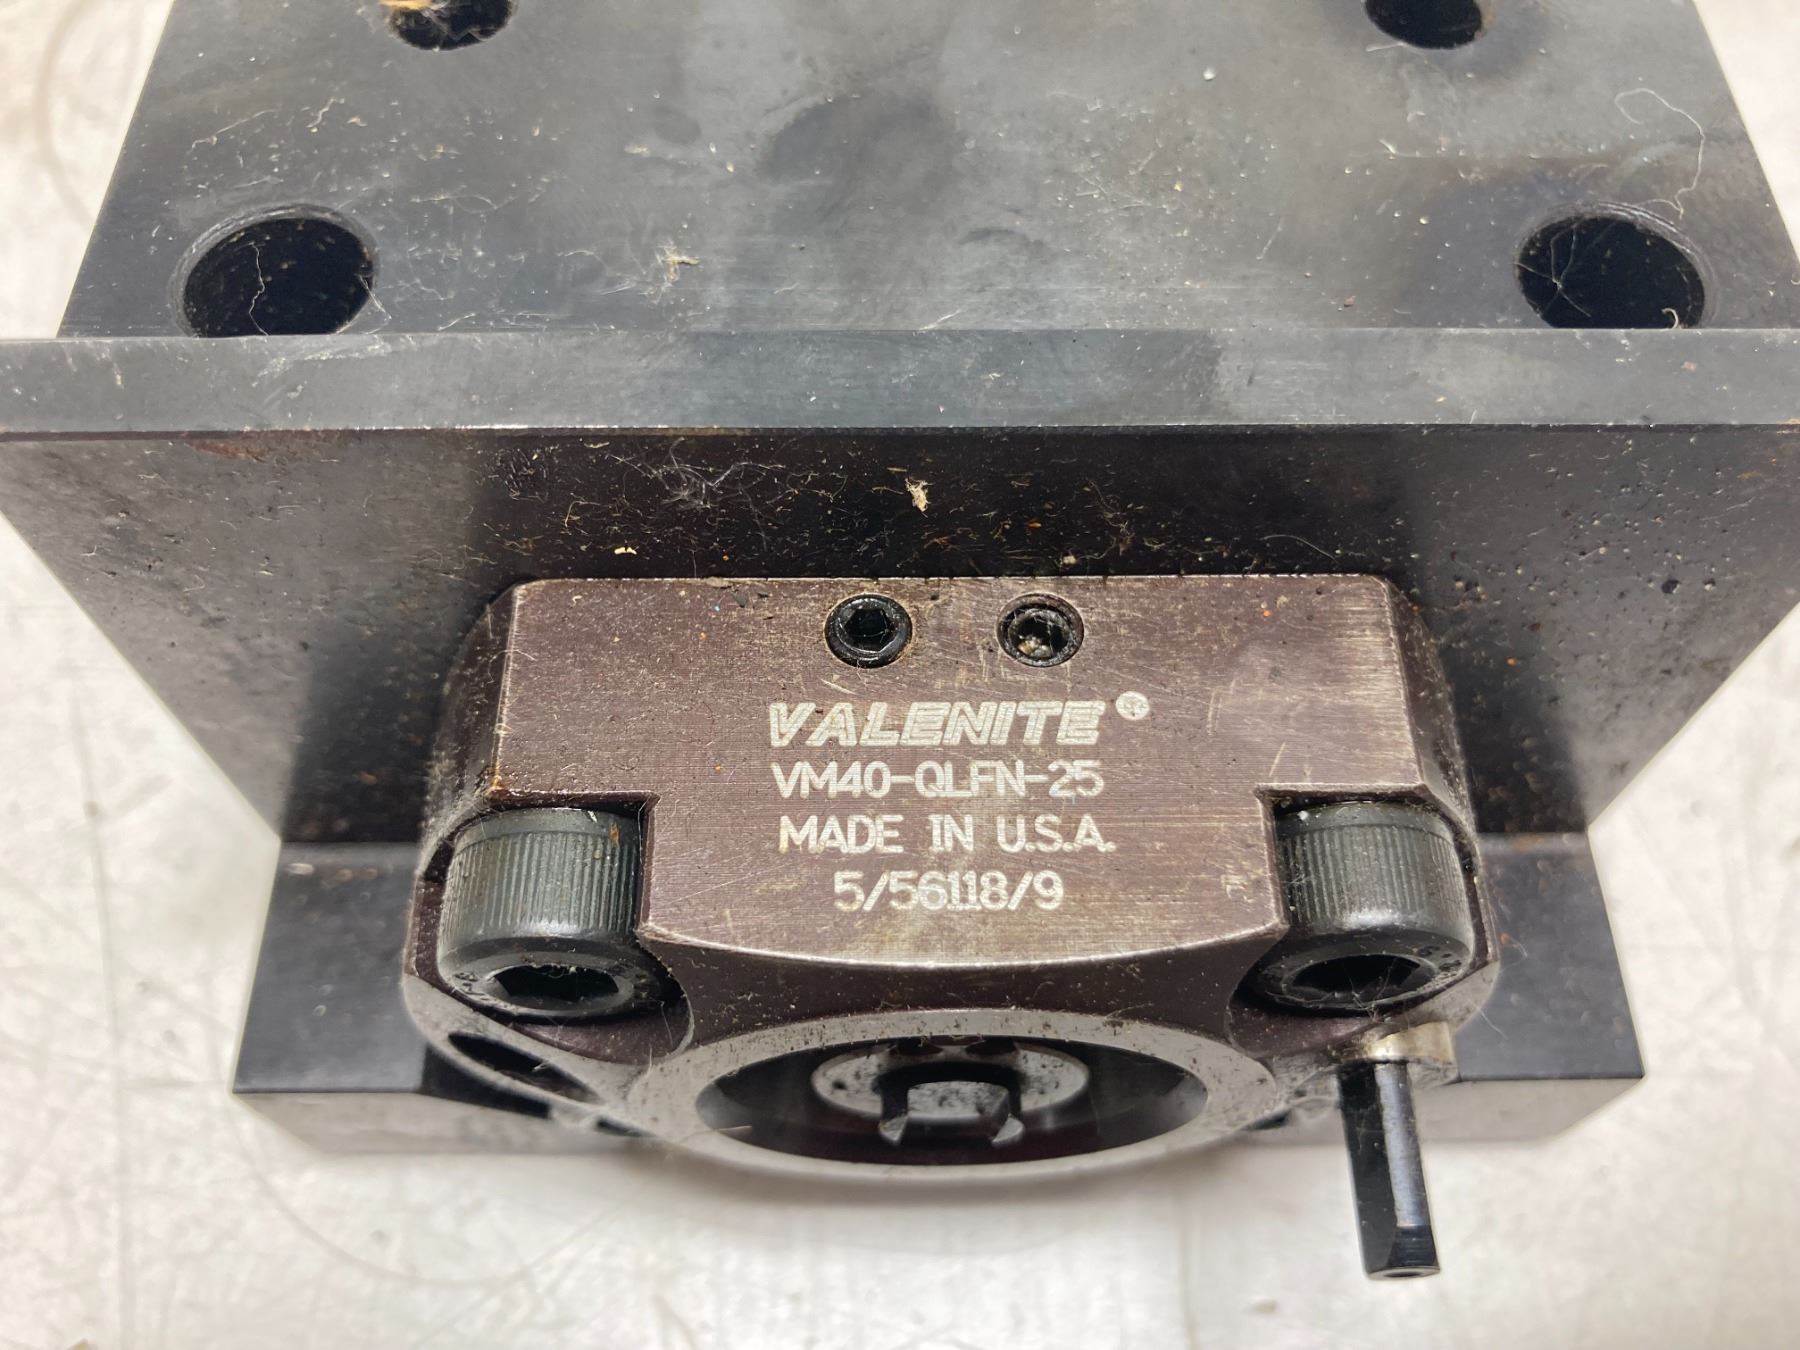 VALENITE®
VM40-QLFN-25
MADE IN U.S.A.
5/56118/9